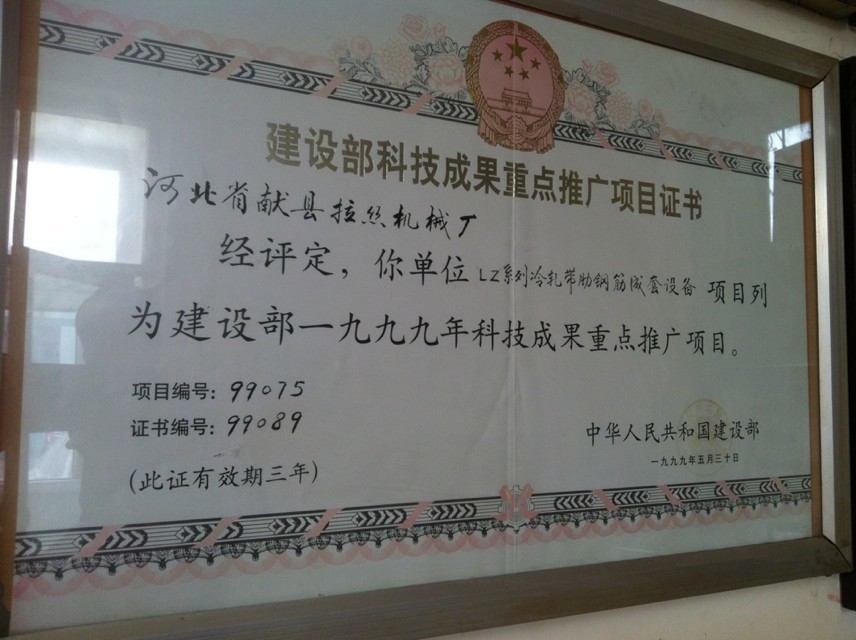 建设部科技成果重点推广项目证书
河北省献县拉丝机械厂
经评定，你单位LZ系列冷轧带肋钢筋成套设备 项目列
为建设部一九九九年科技成果重点推广项目。
项目编号：99075
证书编号：99089
(此证有效期三年)
中华人民共和国建设部
一九九九年五月三十日